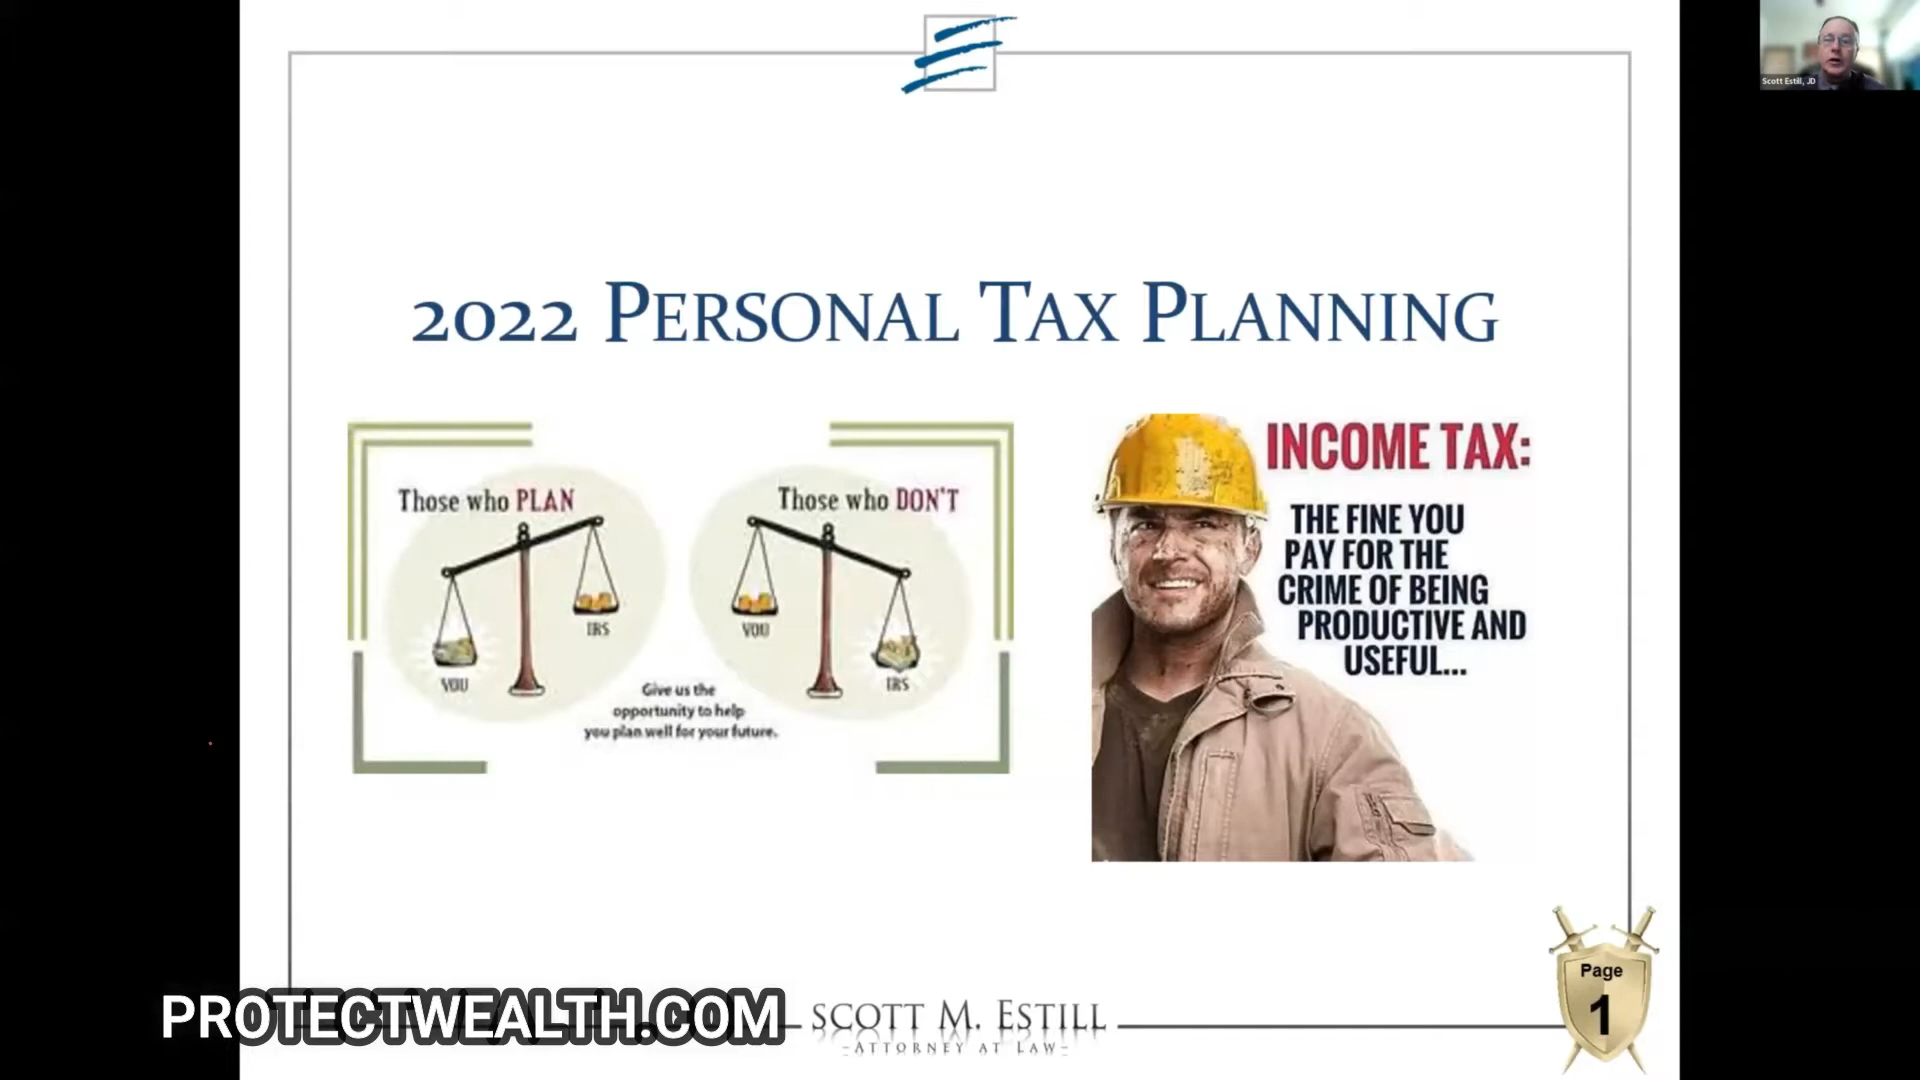 Scott Estill, JD
2022 PERSONAL TAX PLANNING
Those who PLAN
IRS
YOU
Those who DON'T
YOU
IRS
Give us the
opportunity to help
you plan well for your future.
INCOME TAX:
THE FINE YOU
PAY FOR THE
CRIME OF BEING
PRODUCTIVE AND
USEFUL...
PROTECTWEALTH.COM
SCOTT M. ESTILL
-ATTORNEY AT LAW-
Page
1